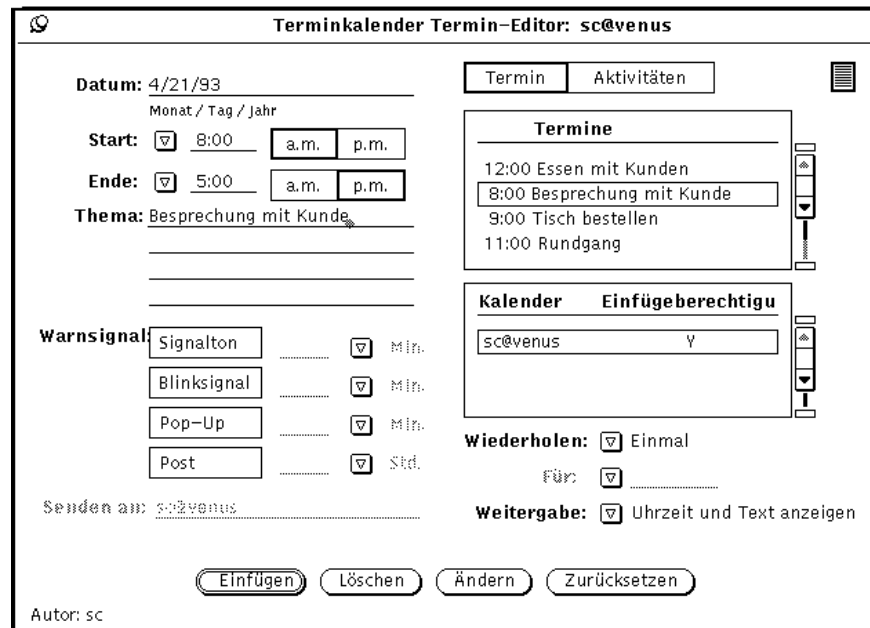 Terminkalender Termin-Editor: sc@venus
Datum: 4/21/93
Monat / Tag / Jahr
Start: 8:00 a.m. p.m.
Ende: 5:00 a.m. p.m.
Thema: Besprechung mit Kunde
Warnsignal:
Signalton Min.
Blinksignal Min.
Pop-Up Min.
Post Std.
Senden an: sc@venus
Termin Aktivitäten
Termine
12:00 Essen mit Kunden
8:00 Besprechung mit Kunde
9:00 Tisch bestellen
11:00 Rundgang
Kalender Einfügeberechtigu
sc@venus Y
Wiederholen: Einmal
Für:
Weitergabe: Uhrzeit und Text anzeigen
Einfügen Löschen Ändern Zurücksetzen
Autor: sc